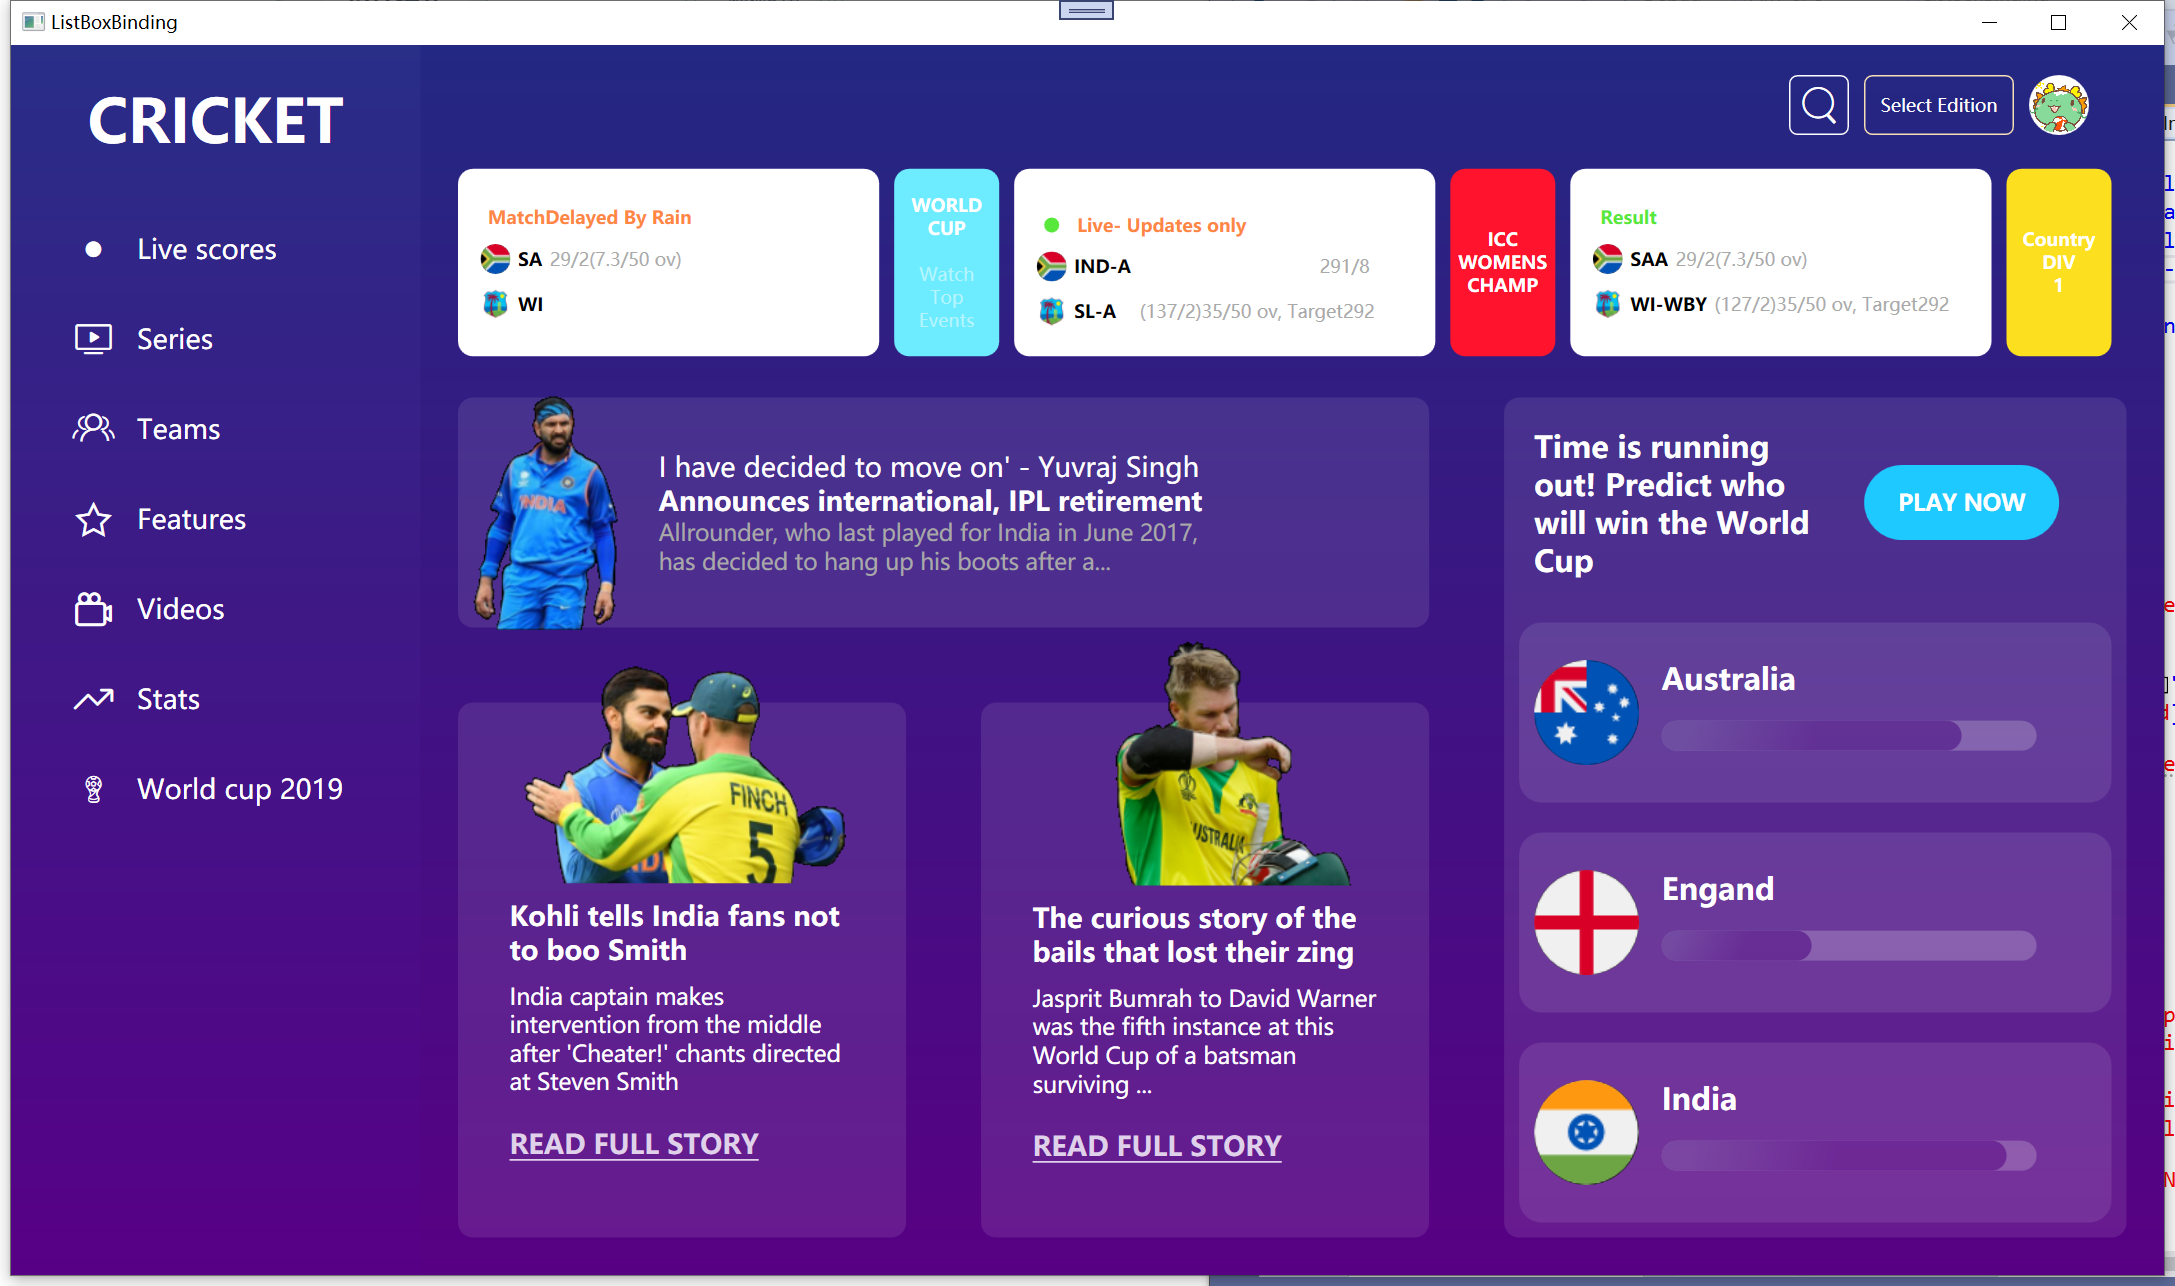 ListBoxBinding
CRICKET
Select Edition
Live scores
Series
Teams
Features
Videos
Stats
World cup 2019
MatchDelayed By Rain
SA 29/2(7.3/50 ov)
WI
WORLD
CUP
Watch
Top
Events
Live- Updates only
IND-A 291/8
SL-A (137/2)35/50 ov, Target292
ICC
WOMENS
CHAMP
Result
SAA 29/2(7.3/50 ov)
WI-WBY (127/2)35/50 ov, Target292
Country
DIV
1
I have decided to move on' - Yuvraj Singh
Announces international, IPL retirement
Allrounder, who last played for India in June 2017,
has decided to hang up his boots after a...
INDIA
FINCH
5
Kohli tells India fans not
to boo Smith
India captain makes
intervention from the middle
after 'Cheater!' chants directed
at Steven Smith
READ FULL STORY
The curious story of the
bails that lost their zing
Jasprit Bumrah to David Warner
was the fifth instance at this
World Cup of a batsman
surviving ...
READ FULL STORY
Time is running
out! Predict who
will win the World
Cup
PLAY NOW
Australia
Engand
India